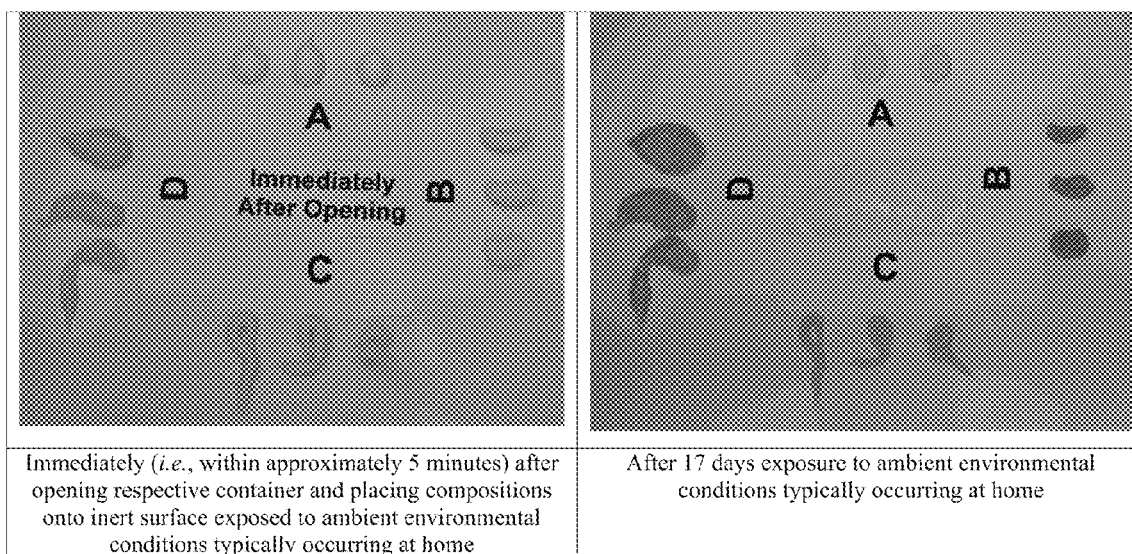 A
D
Immediately
After Opening
B
C
A
D
B
C
Immediately (i.e., within approximately 5 minutes) after
opening respective container and placing compositions
onto inert surface exposed to ambient environmental
conditions typically occurring at home
After 17 days exposure to ambient environmental
conditions typically occurring at home